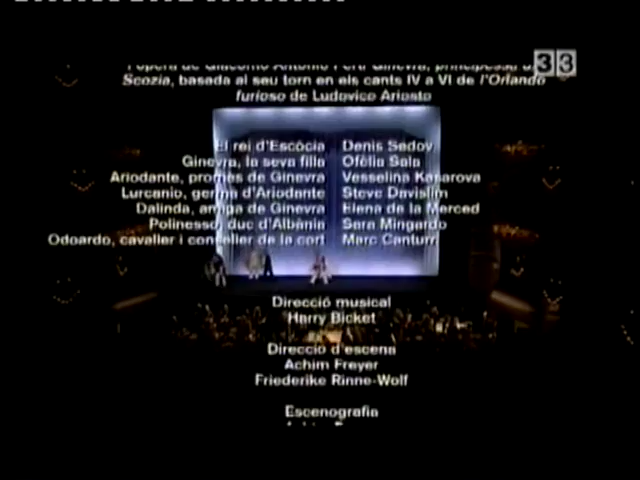 l'opera de Giacomo Antonio Perti Ginevra, principessa di
33
Scozia, basada al seu torn en els cants IV a VI de l'Orlando
furioso de Ludovico Ariosto
El rei d'Escòcia Denis Sedov
Ginevra, la seva filla Ofèlia Sala
Ariodante, promès de Ginevra Vesselina Kasarova
Lurcanio, germà d'Ariodante Steve Davislim
Dalinda, amiga de Ginevra Elena de la Merced
Polinesso, duc d'Albània Sara Mingardo
Odoardo, cavaller i conseller de la cort Marc Canturri
Direcció musical
Harry Bicket
Direcció d'escena
Achim Freyer
Friederike Rinne-Wolf
Escenografia